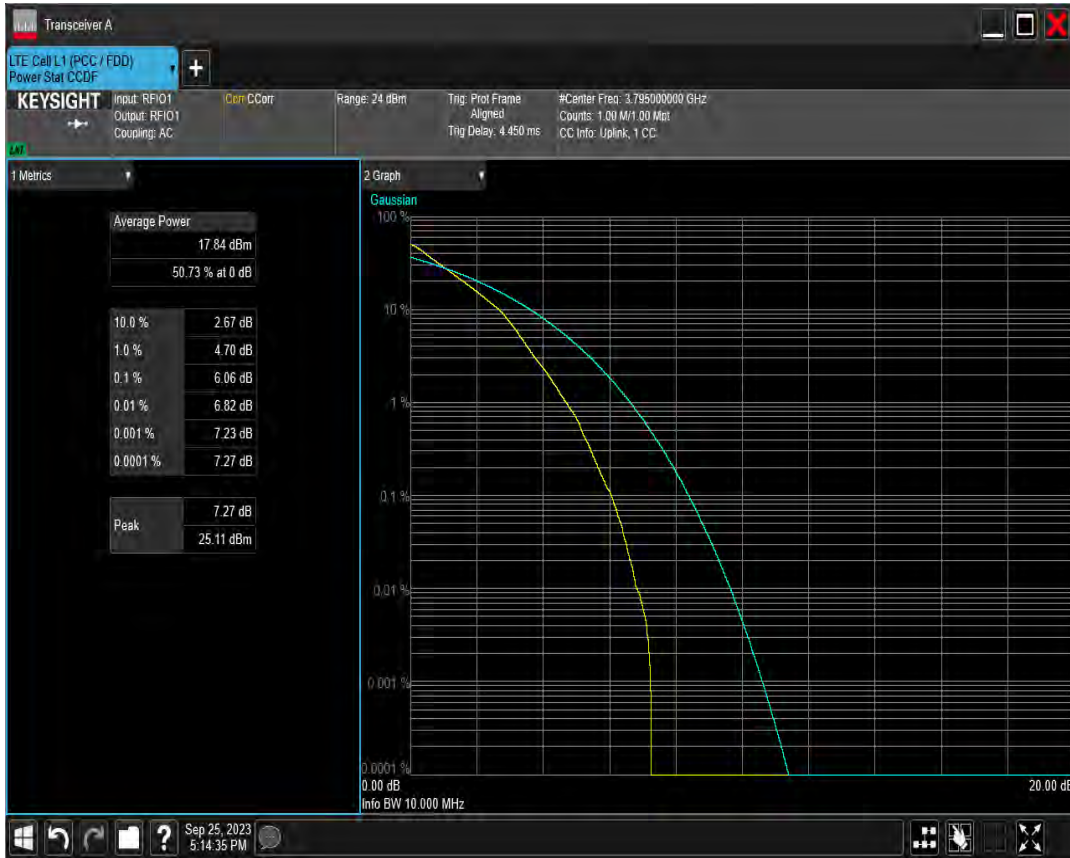 Transceiver A
LTE Cell L1 (PCC / FDD)
Power Stat CCDF
+
KEYSIGHT
Input: RFIO1
Output: RFIO1
Coupling: AC
Corr CCorr
Range: 24 dBm
Trig: Prot Frame
Aligned
Trig Delay: 4.450 ms
#Center Freq: 3.795000000 GHz
Counts: 1.00 M/1.00 Mpt
CC Info: Uplink, 1 CC
1 Metrics
Average Power
17.84 dBm
50.73 % at 0 dB
10.0 % 2.67 dB
1.0 % 4.70 dB
0.1 % 6.06 dB
0.01 % 6.82 dB
0.001 % 7.23 dB
0.0001 % 7.27 dB
Peak
7.27 dB
25.11 dBm
2 Graph
Gaussian
100 %
10 %
1 %
0.1 %
0.01 %
0.001 %
0.0001 %
0.00 dB
20.00 dB
Info BW 10.000 MHz
?
Sep 25, 2023
5:14:35 PM